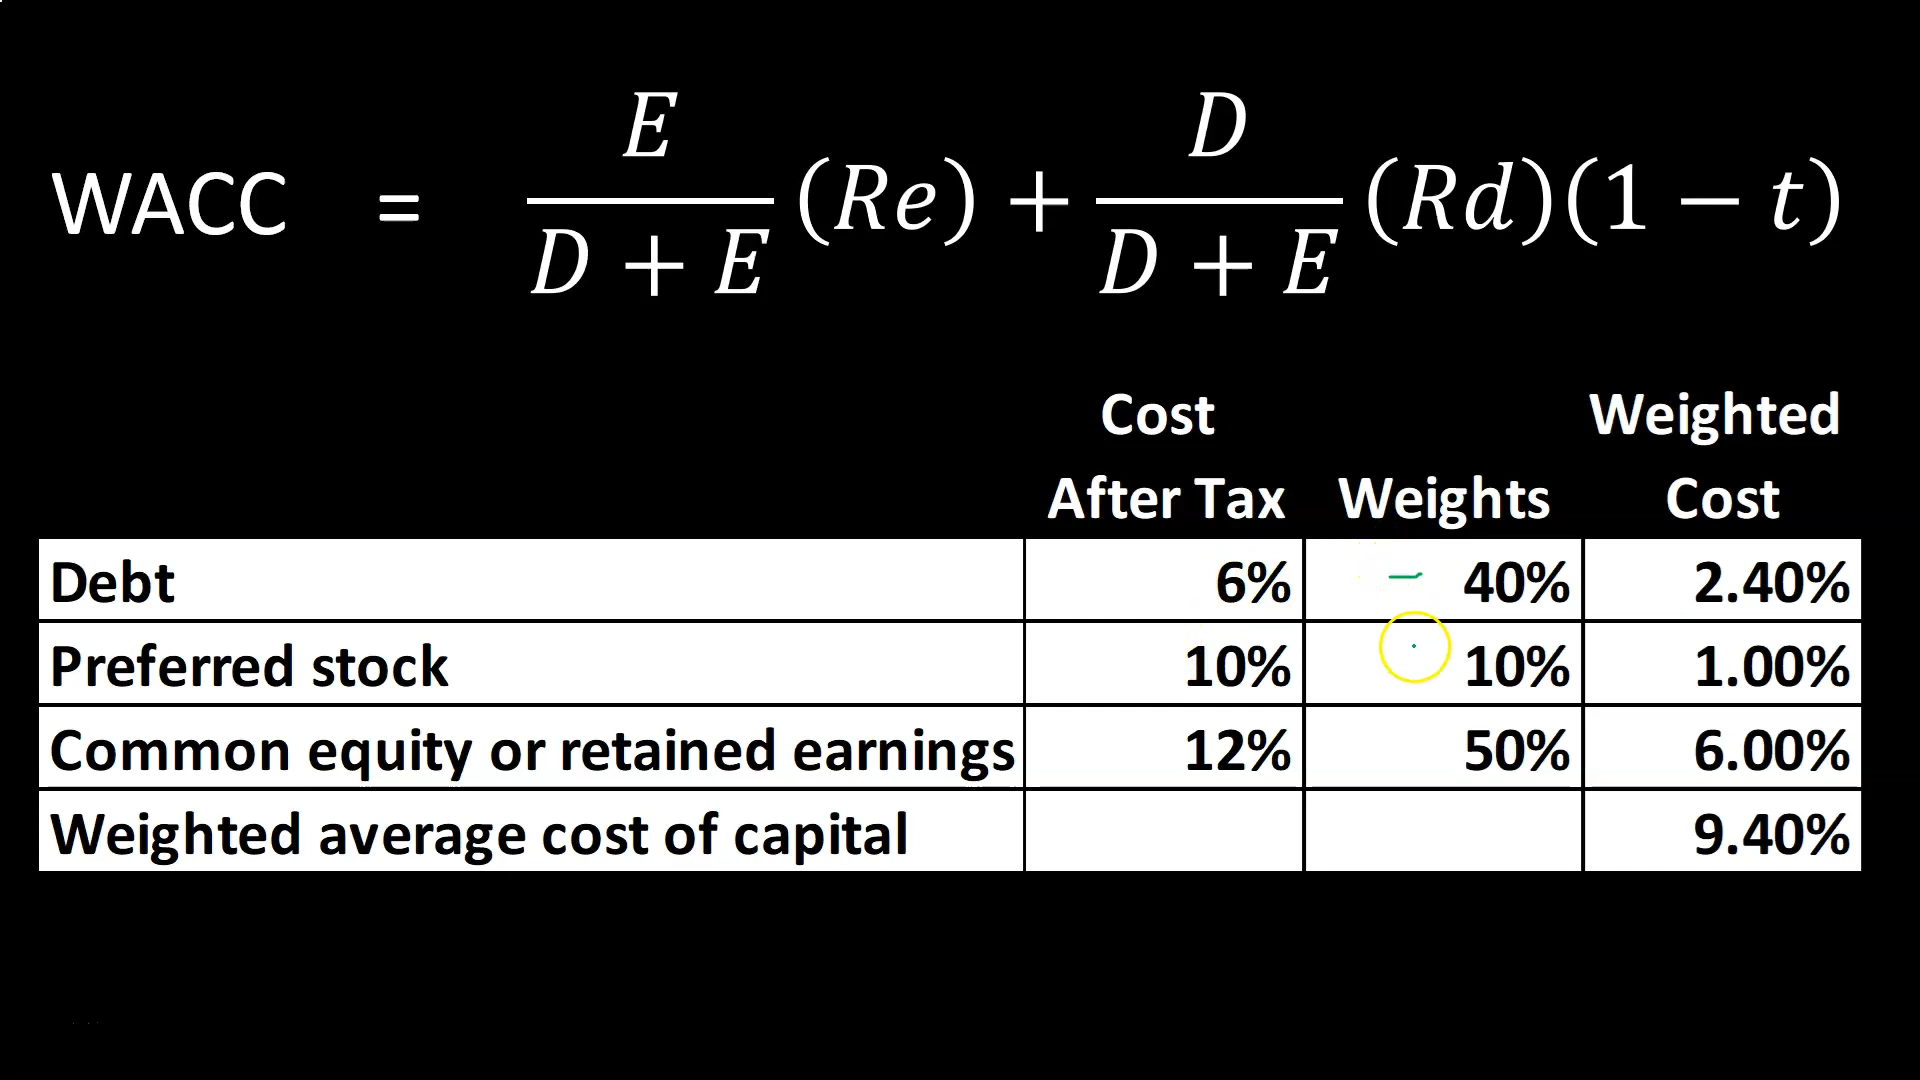 WACC = E/(D + E) (Re) + D/(D + E) (Rd)(1 − t)
Cost After Tax Weights Weighted Cost
Debt 6% 40% 2.40%
Preferred stock 10% 10% 1.00%
Common equity or retained earnings 12% 50% 6.00%
Weighted average cost of capital 9.40%